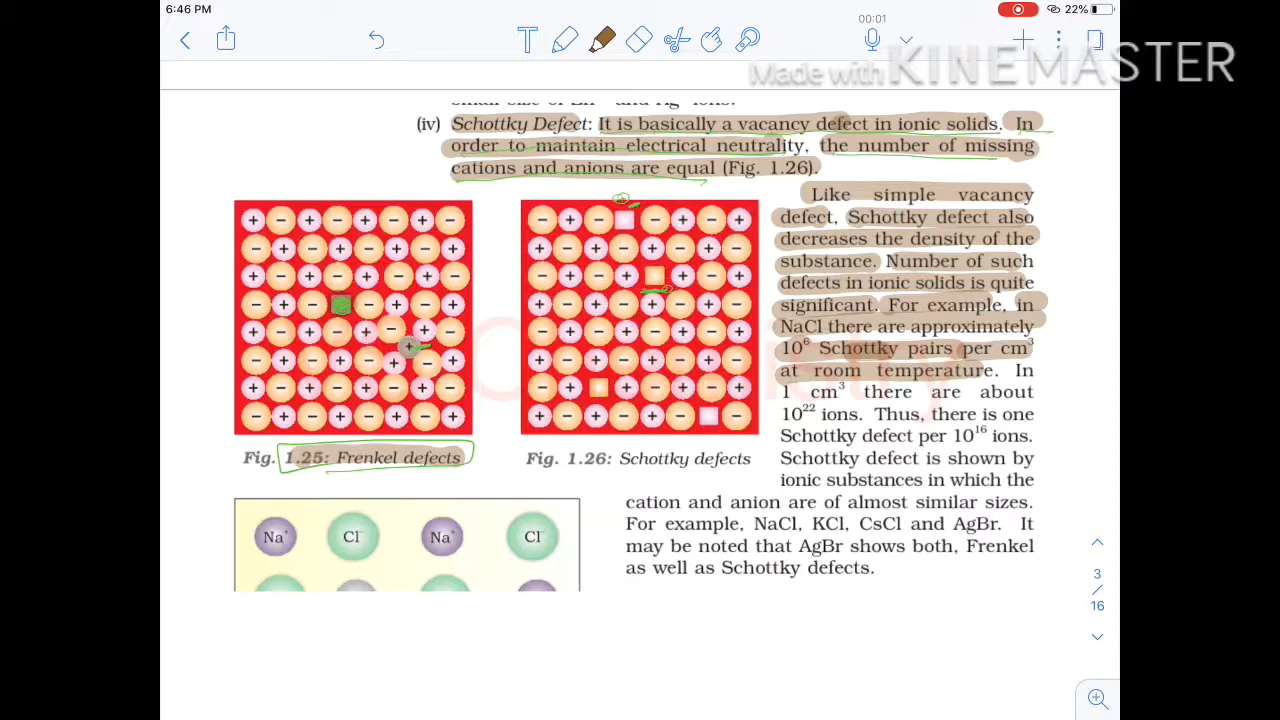 6:46 PM
22%
00:01
Made with KINEMASTER
(iv) Schottky Defect: It is basically a vacancy defect in ionic solids. In
order to maintain electrical neutrality, the number of missing
cations and anions are equal (Fig. 1.26).
Like simple vacancy
defect, Schottky defect also
decreases the density of the
substance. Number of such
defects in ionic solids is quite
significant. For example, in
NaCl there are approximately
10⁶ Schottky pairs per cm³
at room temperature. In
1 cm³ there are about
10²² ions. Thus, there is one
Schottky defect per 10¹⁶ ions.
Schottky defect is shown by
ionic substances in which the
cation and anion are of almost similar sizes.
For example, NaCl, KCl, CsCl and AgBr. It
may be noted that AgBr shows both, Frenkel
as well as Schottky defects.
Fig. 1.25: Frenkel defects
Fig. 1.26: Schottky defects
Na⁺ Cl⁻ Na⁺ Cl⁻
3
/
16